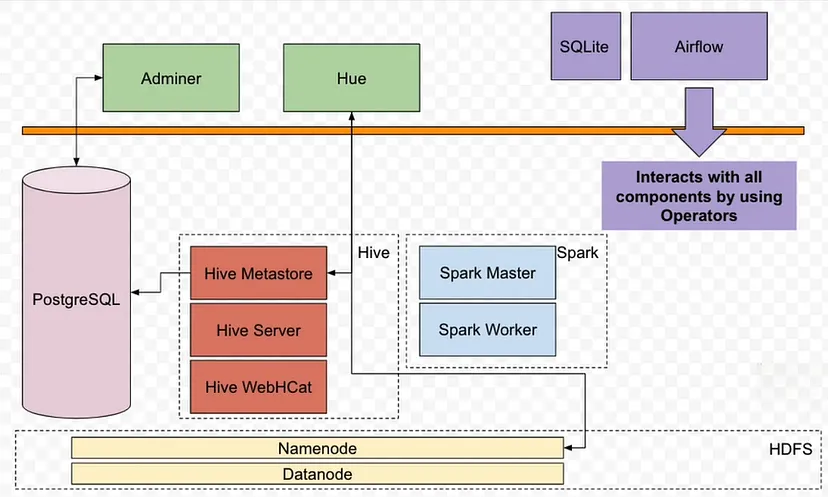 SQLite
Airflow
Adminer
Hue
Interacts with all
components by using
Operators
Hive
Spark
Hive Metastore
Spark Master
PostgreSQL
Hive Server
Spark Worker
Hive WebHCat
Namenode
HDFS
Datanode